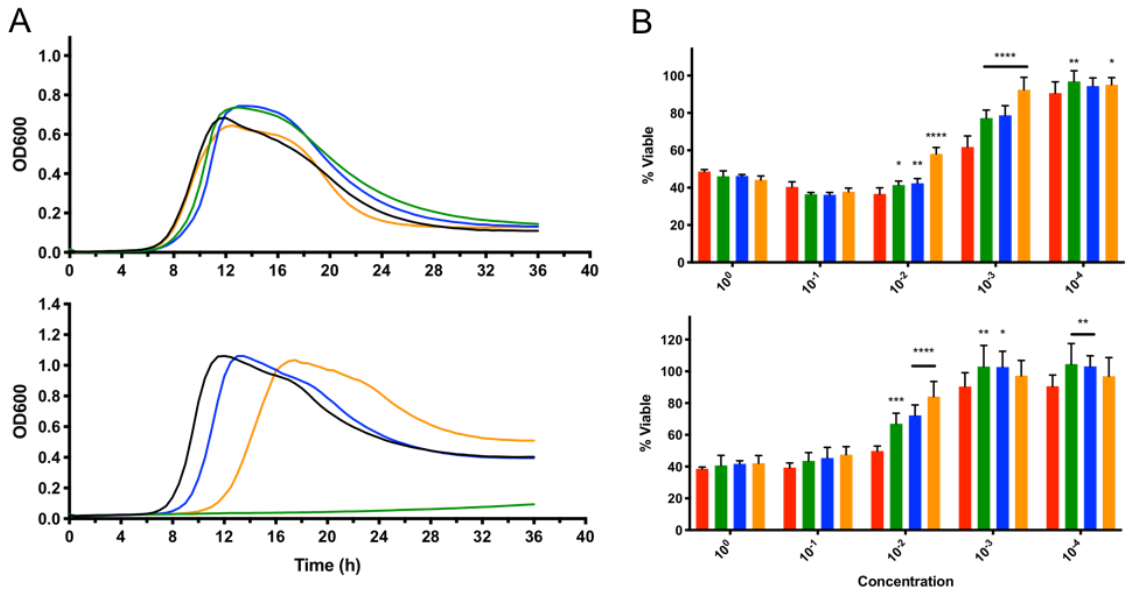 A
OD600
1.0
0.8
0.6
0.4
0.2
0.0
0 4 8 12 16 20 24 28 32 36 40
OD600
1.4
1.2
1.0
0.8
0.6
0.4
0.2
0.0
0 4 8 12 16 20 24 28 32 36 40
Time (h)
B
% Viable
100
80
60
40
20
0
* ** **** **** ** *
10⁰ 10⁻¹ 10⁻² 10⁻³ 10⁻⁴
% Viable
120
100
80
60
40
20
0
*** **** ** * **
10⁰ 10⁻¹ 10⁻² 10⁻³ 10⁻⁴
Concentration